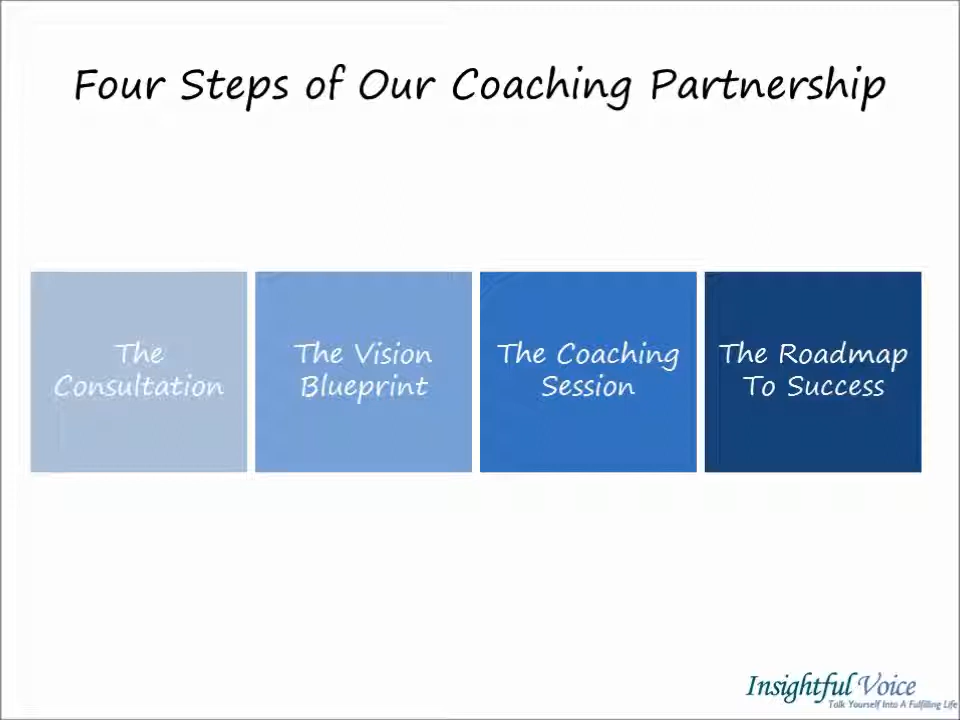 Four Steps of Our Coaching Partnership
The
Consultation
The Vision
Blueprint
The Coaching
Session
The Roadmap
To Success
Insightful Voice
Talk Yourself Into A Fulfilling Life